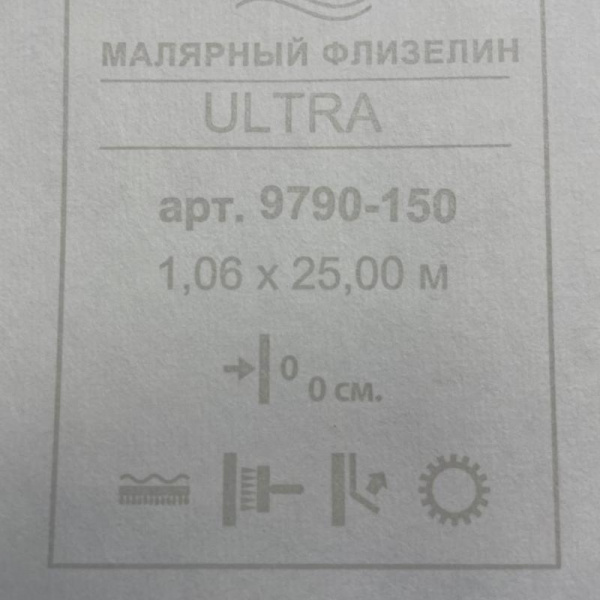 МАЛЯРНЫЙ ФЛИЗЕЛИН
ULTRA
арт. 9790-150
1,06 x 25,00 м
0
0 см.